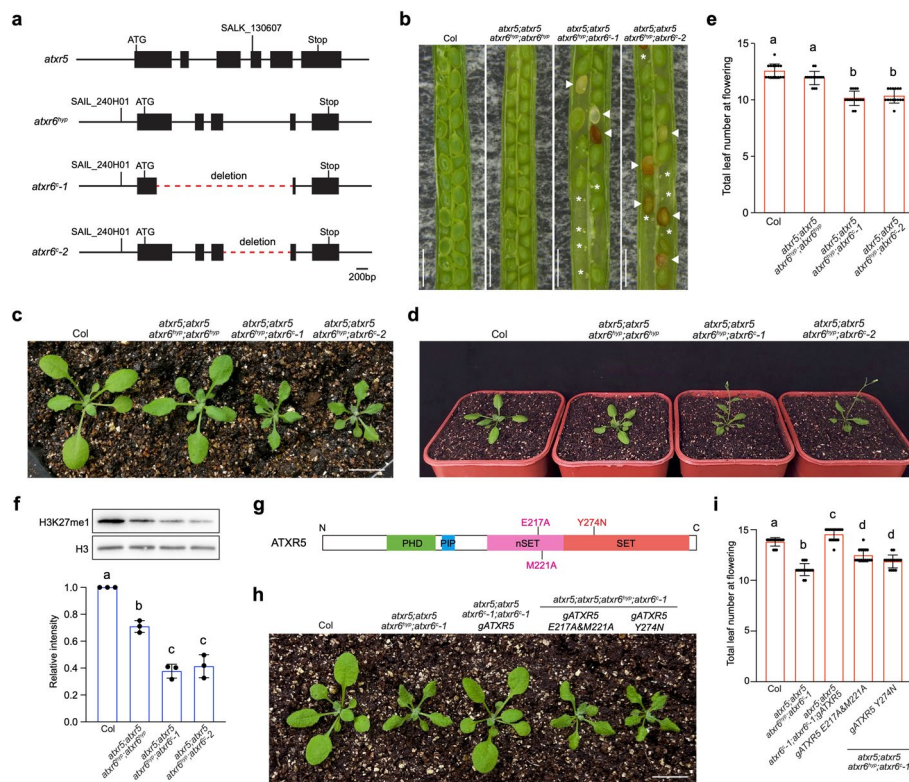 a
SALK_130607
ATG
Stop
atxr5
SAIL_240H01
ATG
Stop
atxr6hyp
SAIL_240H01
ATG
deletion
Stop
atxr6c-1
SAIL_240H01
ATG
deletion
Stop
atxr6c-2
200bp
b
Col
atxr5;atxr5
atxr6hyp;atxr6hyp
atxr5;atxr5
atxr6hyp;atxr6c-1
atxr5;atxr5
atxr6hyp;atxr6c-2
*
*
*
*
*
*
*
*
*
e
Total leaf number at flowering
15
10
5
0
a
a
b
b
Col
atxr5;atxr5
atxr6hyp;atxr6hyp
atxr5;atxr5
atxr6hyp;atxr6c-1
atxr5;atxr5
atxr6hyp;atxr6c-2
c
Col
atxr5;atxr5
atxr6hyp;atxr6hyp
atxr5;atxr5
atxr6hyp;atxr6c-1
atxr5;atxr5
atxr6hyp;atxr6c-2
d
Col
atxr5;atxr5
atxr6hyp;atxr6hyp
atxr5;atxr5
atxr6hyp;atxr6c-1
atxr5;atxr5
atxr6hyp;atxr6c-2
f
H3K27me1
H3
Relative intensity
1.0
0.8
0.6
0.4
0.2
0.0
a
b
c
c
Col
atxr5;atxr5
atxr6hyp;atxr6hyp
atxr5;atxr5
atxr6hyp;atxr6c-1
atxr5;atxr5
atxr6hyp;atxr6c-2
g
N
E217A
Y274N
C
ATXR5
PHD
PIP
nSET
SET
M221A
h
Col
atxr5;atxr5
atxr6hyp;atxr6c-1
atxr5;atxr5
atxr6c-1;atxr6c-1
gATXR5
atxr5;atxr5;atxr6hyp;atxr6c-1
gATXR5
E217A&M221A
gATXR5
Y274N
i
Total leaf number at flowering
15
10
5
0
a
b
c
d
d
Col
atxr5;atxr5
atxr6hyp;atxr6c-1
atxr5;atxr5
atxr6c-1;atxr6c-1;gATXR5
gATXR5 E217A&M221A
gATXR5 Y274N
atxr5;atxr5
atxr6hyp;atxr6c-1